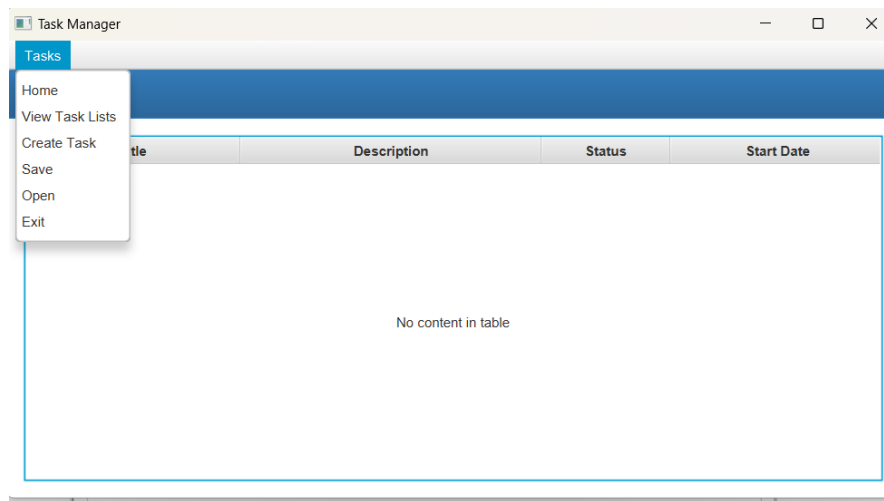 Task Manager
Tasks
Home
View Task Lists
Create Task
Save
Open
Exit
tle Description Status Start Date
No content in table